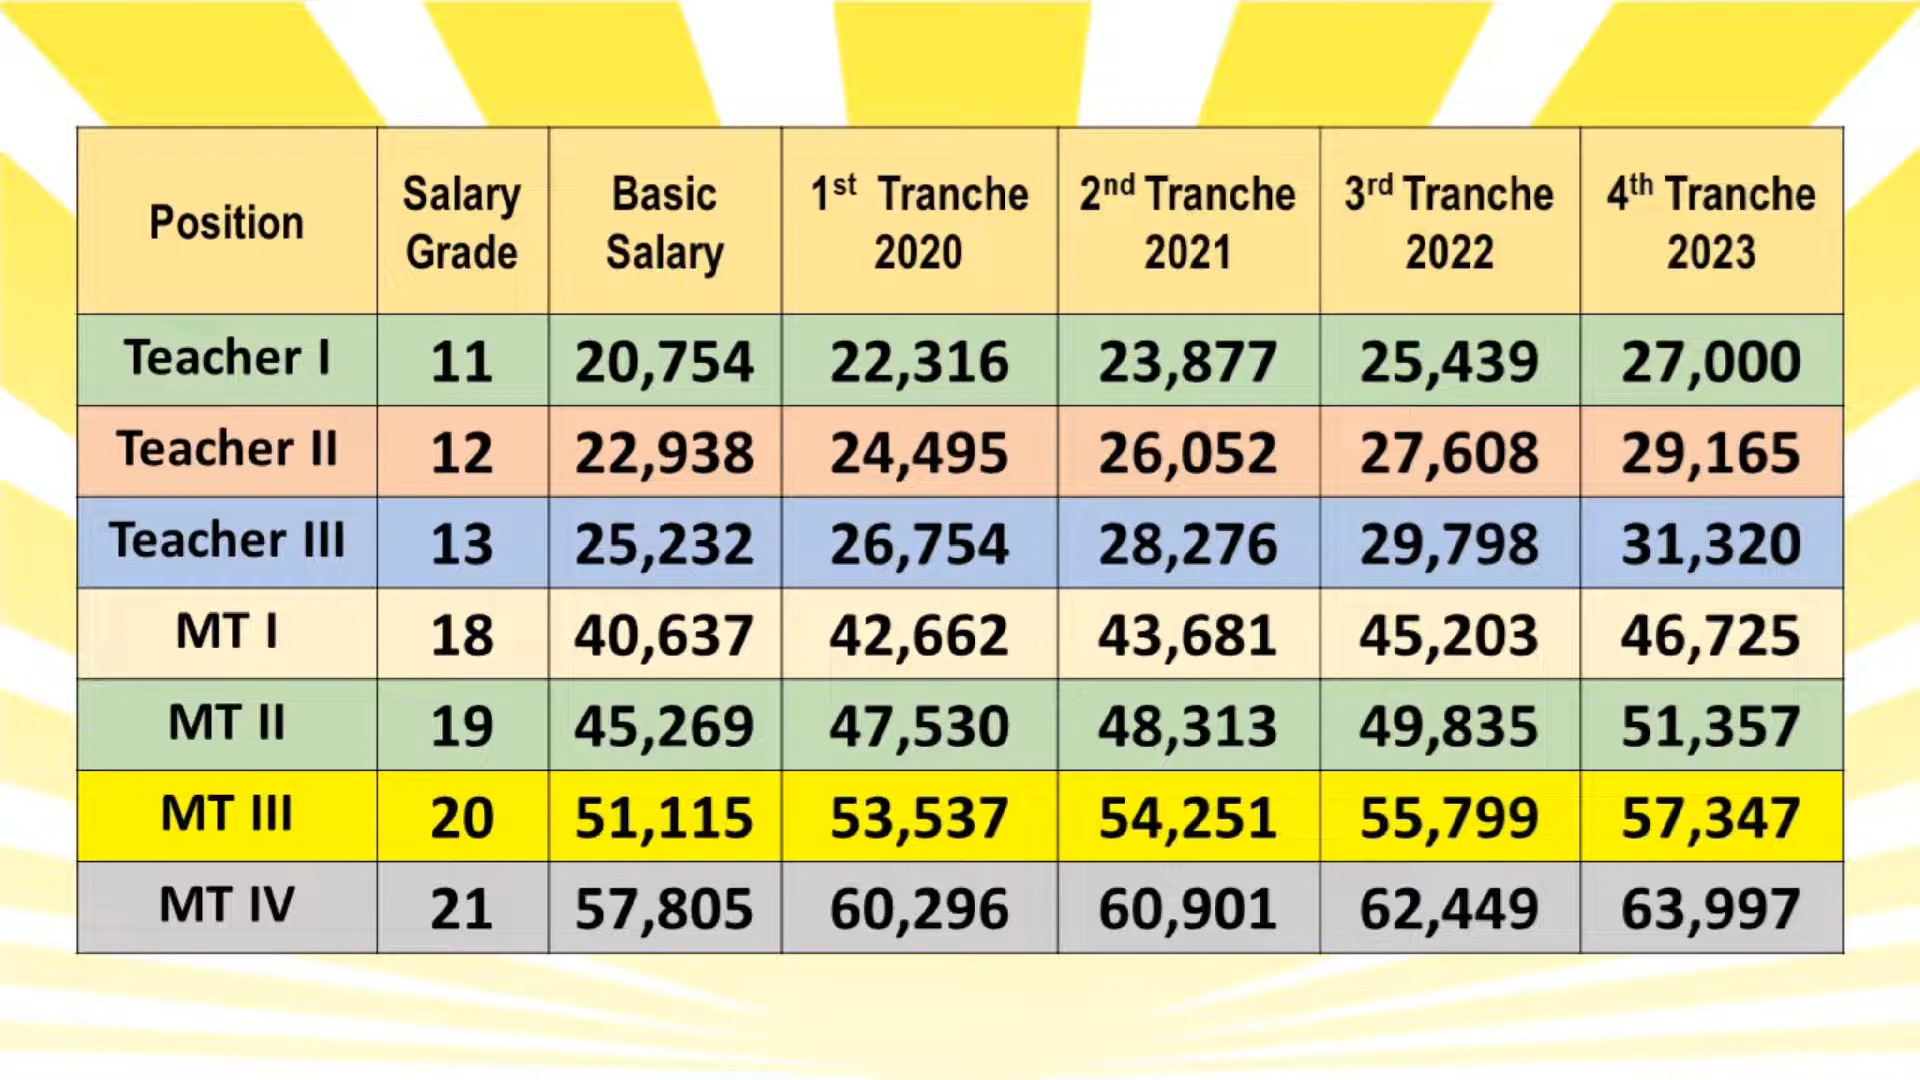 Position Salary Grade Basic Salary 1st Tranche 2020 2nd Tranche 2021 3rd Tranche 2022 4th Tranche 2023
Teacher I 11 20,754 22,316 23,877 25,439 27,000
Teacher II 12 22,938 24,495 26,052 27,608 29,165
Teacher III 13 25,232 26,754 28,276 29,798 31,320
MT I 18 40,637 42,662 43,681 45,203 46,725
MT II 19 45,269 47,530 48,313 49,835 51,357
MT III 20 51,115 53,537 54,251 55,799 57,347
MT IV 21 57,805 60,296 60,901 62,449 63,997